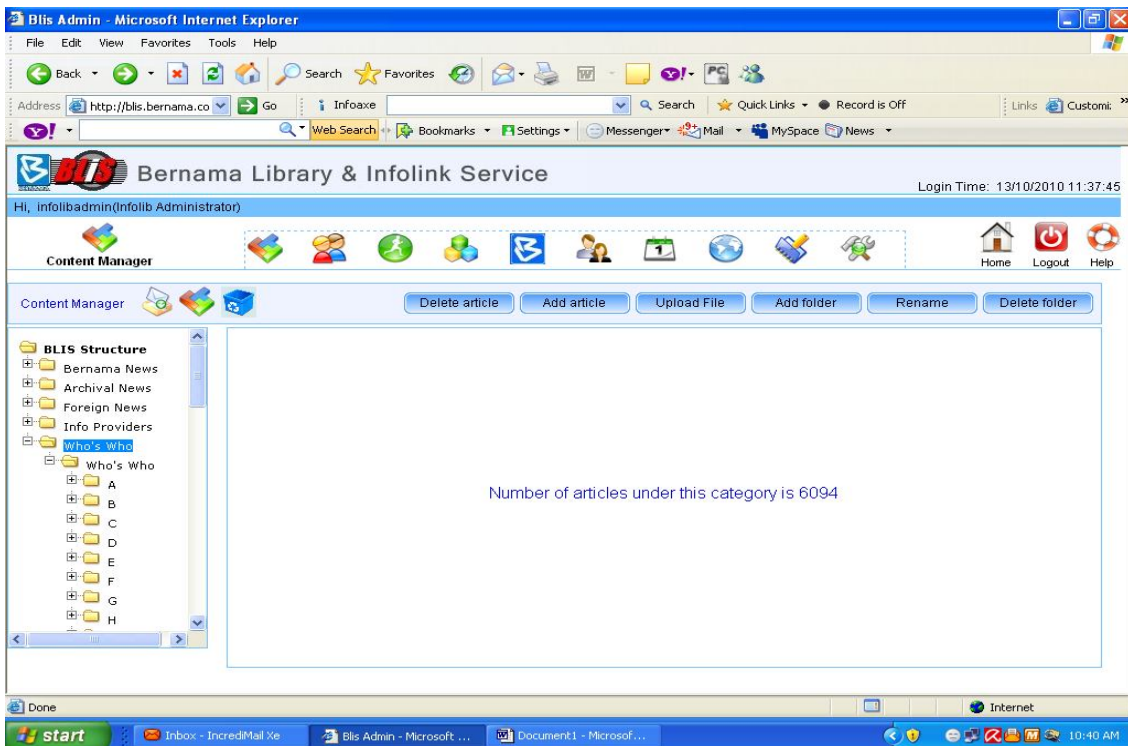 Blis Admin - Microsoft Internet Explorer
File Edit View Favorites Tools Help
Back Search Favorites
Address http://blis.bernama.co Go Infoaxe Search Quick Links Record is Off Links Customi: »
Y! Web Search Bookmarks Settings Messenger Mail MySpace News
BLIS Bernama Library & Infolink Service
Login Time: 13/10/2010 11:37:45
Hi, infolibadmin(Infolib Administrator)
Content Manager Home Logout Help
Content Manager Delete article Add article Upload File Add folder Rename Delete folder
BLIS Structure
Bernama News
Archival News
Foreign News
Info Providers
Who's Who
Who's Who
A
B
C
D
E
F
G
H
Number of articles under this category is 6094
Done Internet
start Inbox - IncrediMail Xe Blis Admin - Microsoft ... Document1 - Microsof... 10:40 AM